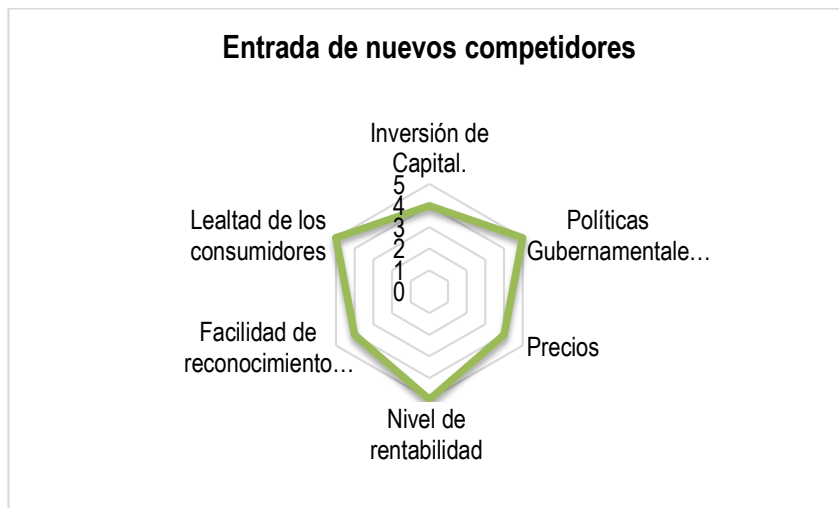 Entrada de nuevos competidores
Inversión de
Capital.
5
4
3
2
1
0
Políticas
Gubernamentale…
Precios
Nivel de
rentabilidad
Facilidad de
reconocimiento…
Lealtad de los
consumidores